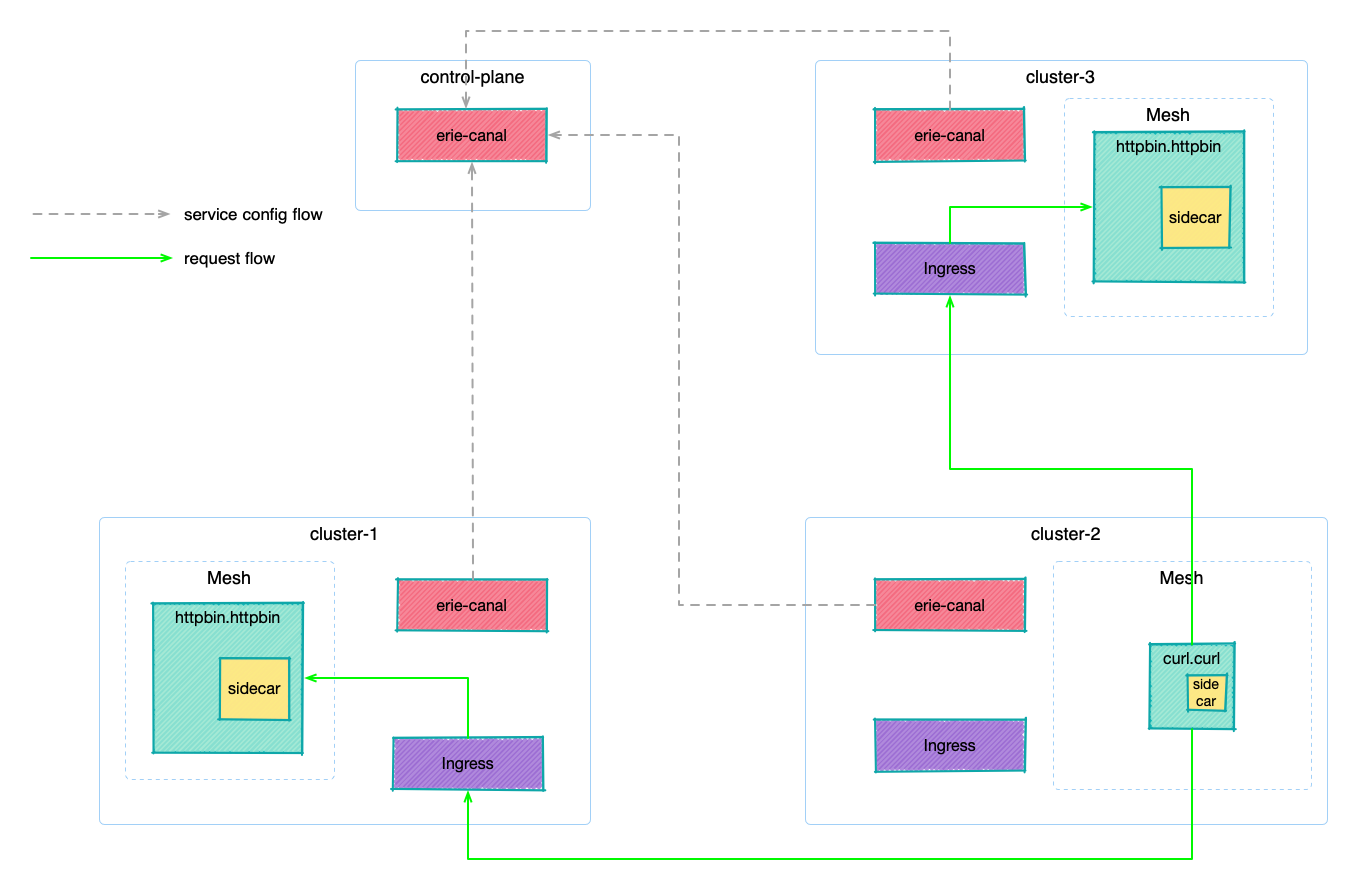 control-plane
erie-canal
service config flow
request flow
cluster-3
erie-canal
Mesh
httpbin.httpbin
sidecar
Ingress
cluster-1
Mesh
httpbin.httpbin
sidecar
erie-canal
Ingress
cluster-2
erie-canal
Mesh
curl.curl
side
car
Ingress